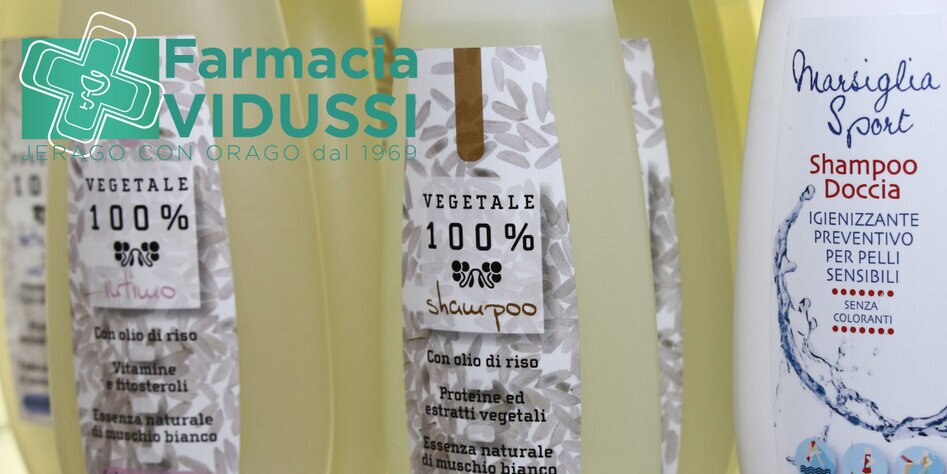 Farmacia
VIDUSSI
JERAGO CON ORAGO dal 1969
VEGETALE
100%
intimo
Con olio di riso
Vitamine
e fitosteroli
Essenza naturale
di muschio bianco
VEGETALE
100%
shampoo
Con olio di riso
Proteine ed
estratti vegetali
Essenza naturale
di muschio bianco
Marsiglia
Sport
Shampoo
Doccia
IGIENIZZANTE
PREVENTIVO
PER PELLI
SENSIBILI
SENZA
COLORANTI